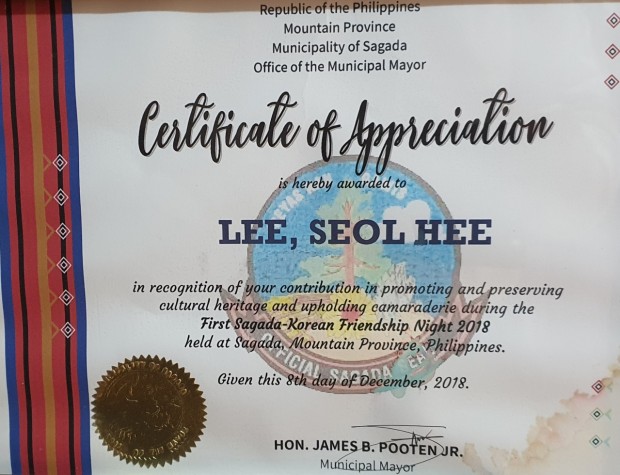 Republic of the Philippines
Mountain Province
Municipality of Sagada
Office of the Municipal Mayor
Certificate of Appreciation
is hereby awarded to
LEE, SEOL HEE
in recognition of your contribution in promoting and preserving
cultural heritage and upholding camaraderie during the
First Sagada-Korean Friendship Night 2018
held at Sagada, Mountain Province, Philippines.
OFFICIAL SAGADA
Given this 8th day of December, 2018.
HON. JAMES B. POOTEN JR.
Municipal Mayor